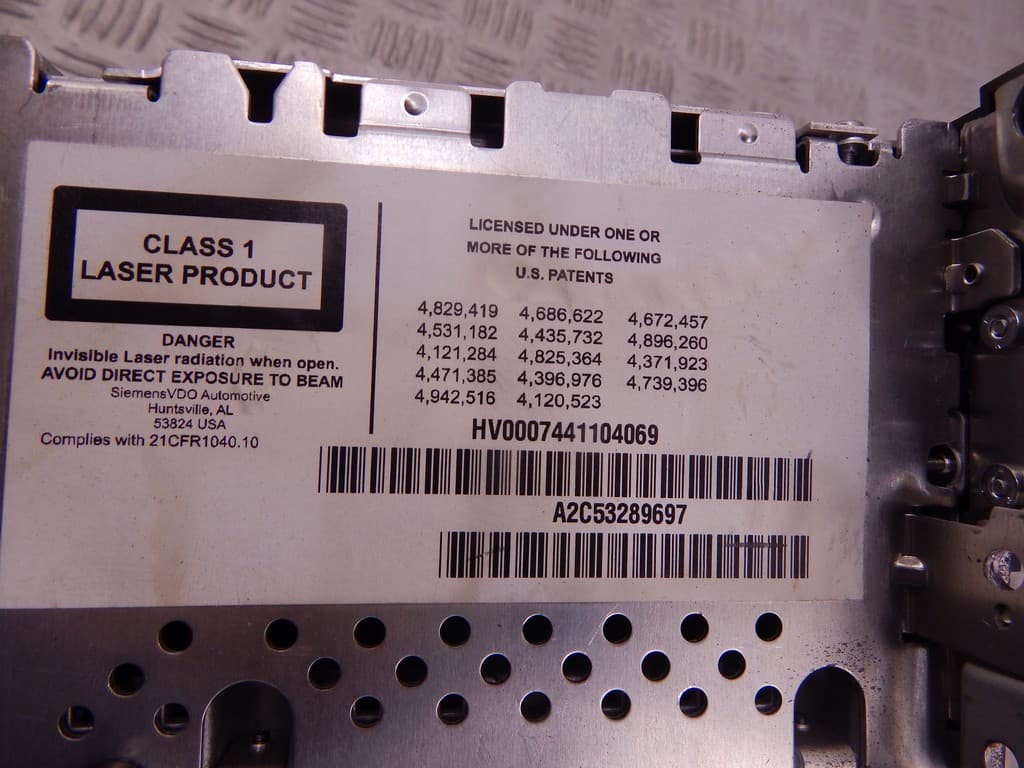 CLASS 1
LASER PRODUCT
DANGER
Invisible Laser radiation when open.
AVOID DIRECT EXPOSURE TO BEAM
SiemensVDO Automotive
Huntsville, AL
53824 USA
Complies with 21CFR1040.10
LICENSED UNDER ONE OR
MORE OF THE FOLLOWING
U.S. PATENTS
4,829,419 4,686,622 4,672,457
4,531,182 4,435,732 4,896,260
4,121,284 4,825,364 4,371,923
4,471,385 4,396,976 4,739,396
4,942,516 4,120,523
HV0007441104069
A2C53289697